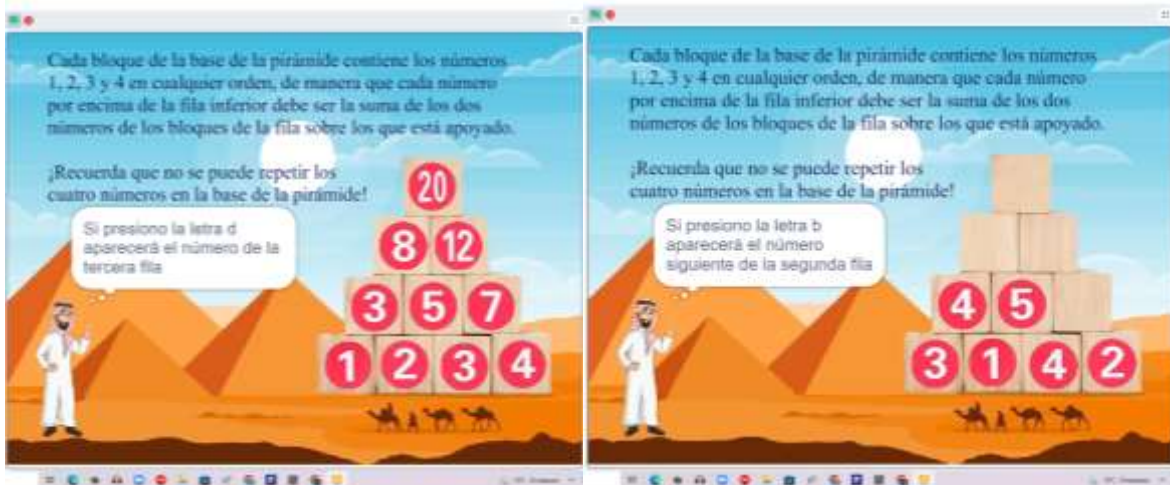 Cada bloque de la base de la pirámide contiene los números
1, 2, 3 y 4 en cualquier orden, de manera que cada número
por encima de la fila inferior debe ser la suma de los dos
números de los bloques de la fila sobre los que está apoyado.
¡Recuerda que no se puede repetir los
cuatro números en la base de la pirámide!
Si presiono la letra d
aparecerá el número de la
tercera fila
20
8 12
3 5 7
1 2 3 4
Cada bloque de la base de la pirámide contiene los números
1, 2, 3 y 4 en cualquier orden, de manera que cada número
por encima de la fila inferior debe ser la suma de los dos
números de los bloques de la fila sobre los que está apoyado.
¡Recuerda que no se puede repetir los
cuatro números en la base de la pirámide!
Si presiono la letra b
aparecerá el número
siguiente de la segunda fila
4 5
3 1 4 2